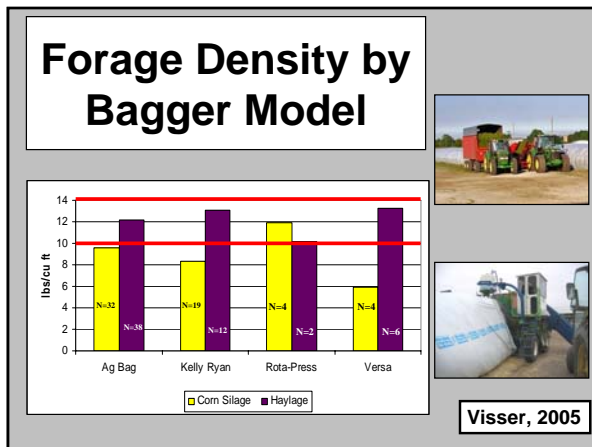 Forage Density by
Bagger Model
14
12
10
8
6
4
2
0
lbs/cu ft
N=32
N=38
N=19
N=12
N=4
N=2
N=4
N=6
Ag Bag
Kelly Ryan
Rota-Press
Versa
Corn Silage
Haylage
Visser, 2005